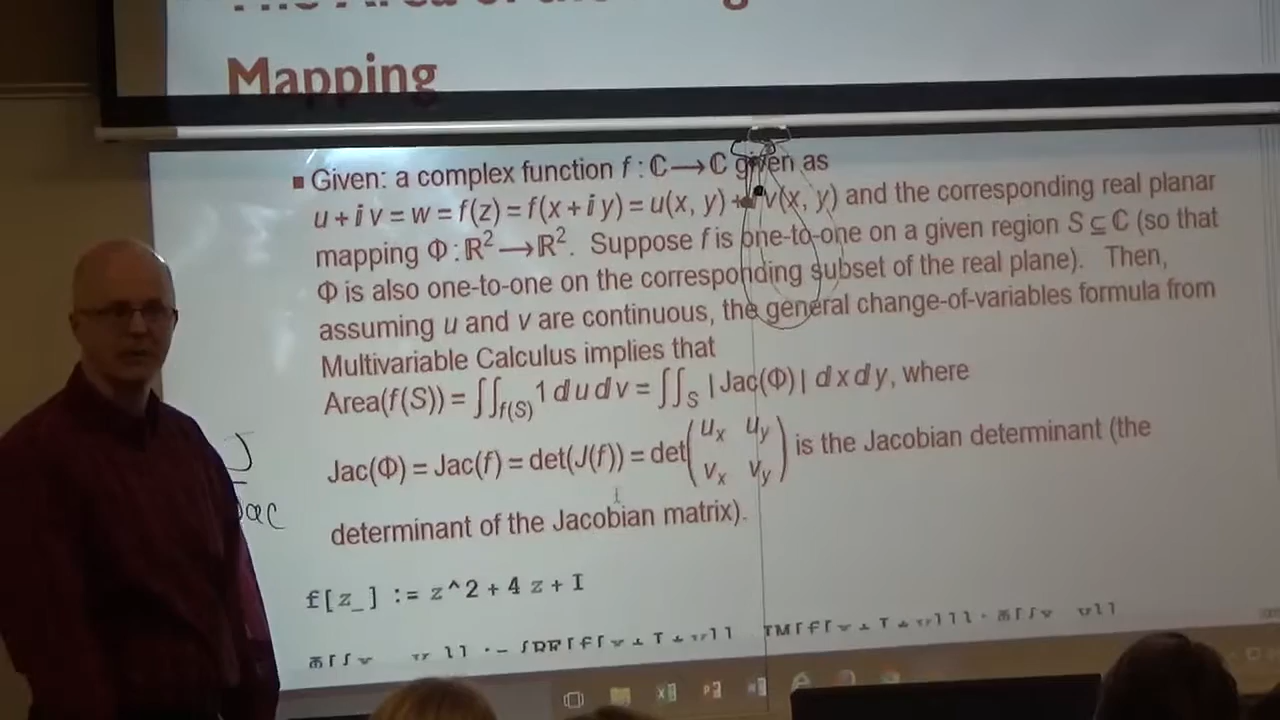 Mapping
▪ Given: a complex function f : ℂ⟶ℂ given as
u + i v = w = f(z) = f(x + i y) = u(x, y) + i v(x, y) and the corresponding real planar
mapping Φ : ℝ²⟶ℝ². Suppose f is one-to-one on a given region S ⊆ ℂ (so that
Φ is also one-to-one on the corresponding subset of the real plane). Then,
assuming u and v are continuous, the general change-of-variables formula from
Multivariable Calculus implies that
Area(f(S)) = ∬f(S) 1 d u d v = ∬S | Jac(Φ) | d x d y, where
Jac(Φ) = Jac(f) = det(J(f)) = det( ux uy
vx vy ) is the Jacobian determinant (the
determinant of the Jacobian matrix).
J
Jac
f[z_] := z^2 + 4 z + I